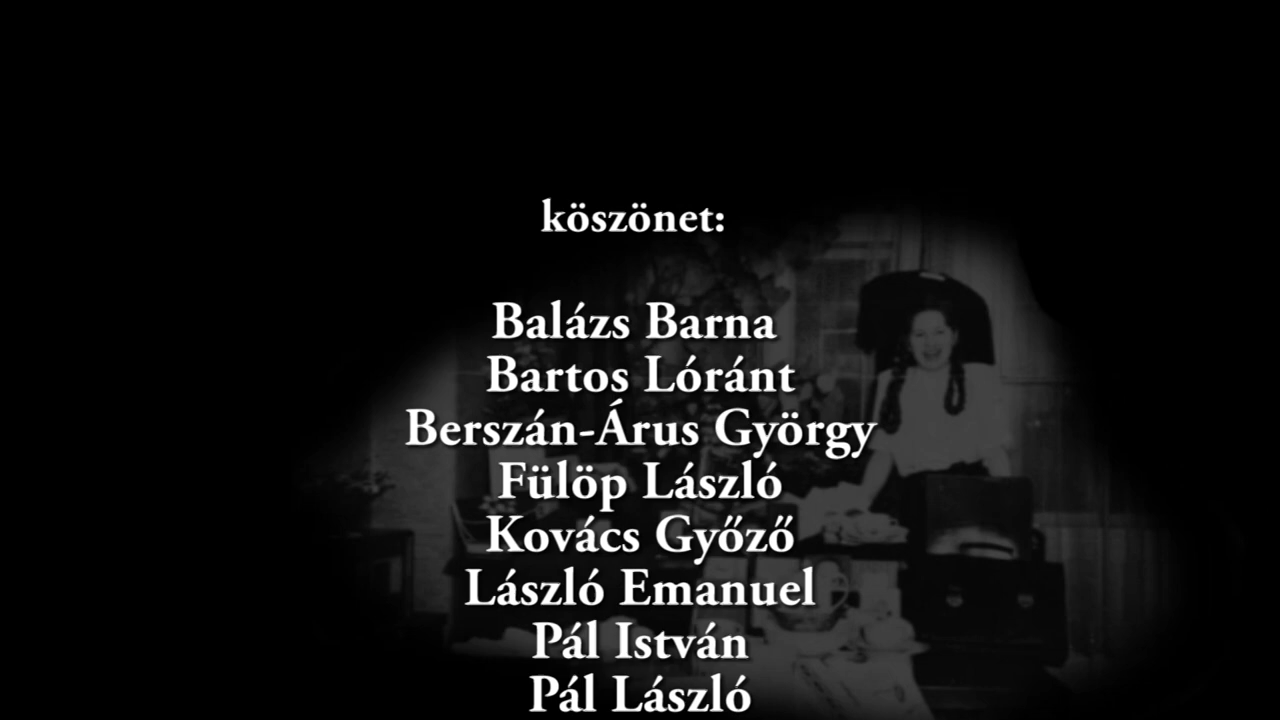 köszönet:
Balázs Barna
Bartos Lóránt
Berszán-Árus György
Fülöp László
Kovács Győző
László Emanuel
Pál István
Pál László